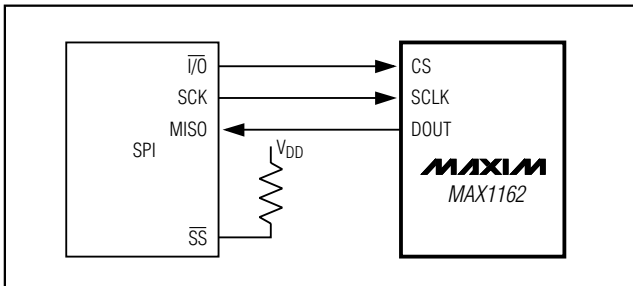 I/O
CS
SCK
SCLK
MISO
DOUT
SPI
VDD
MAXIM
MAX1162
SS